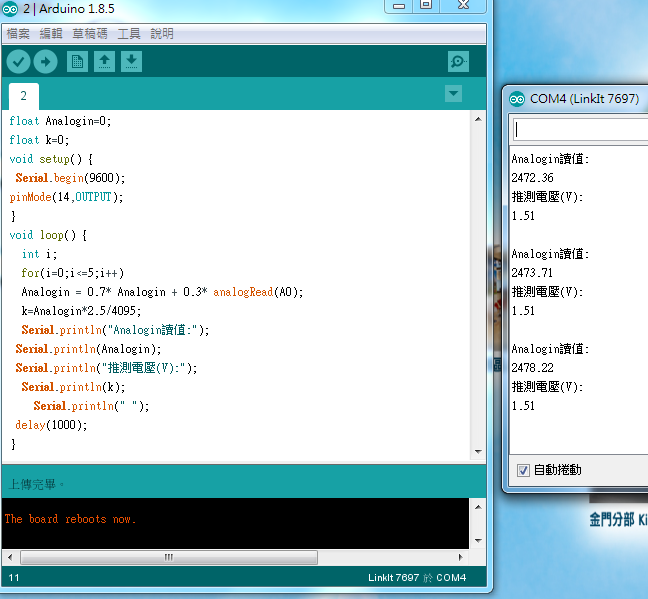 2 | Arduino 1.8.5
檔案 編輯 草稿碼 工具 說明
2
float Analogin=0;
float k=0;
void setup() {
Serial.begin(9600);
pinMode(14,OUTPUT);
}
void loop() {
int i;
for(i=0;i<=5;i++)
Analogin = 0.7* Analogin + 0.3* analogRead(A0);
k=Analogin*2.5/4095;
Serial.println("Analogin讀值:");
Serial.println(Analogin);
Serial.println("推測電壓(V):");
Serial.println(k);
Serial.println(" ");
delay(1000);
}
上傳完畢。
The board reboots now.
11
LinkIt 7697 於 COM4
COM4 (LinkIt 7697)
Analogin讀值:
2472.36
推測電壓(V):
1.51
Analogin讀值:
2473.71
推測電壓(V):
1.51
Analogin讀值:
2478.22
推測電壓(V):
1.51
自動捲動
金門分部 Ki